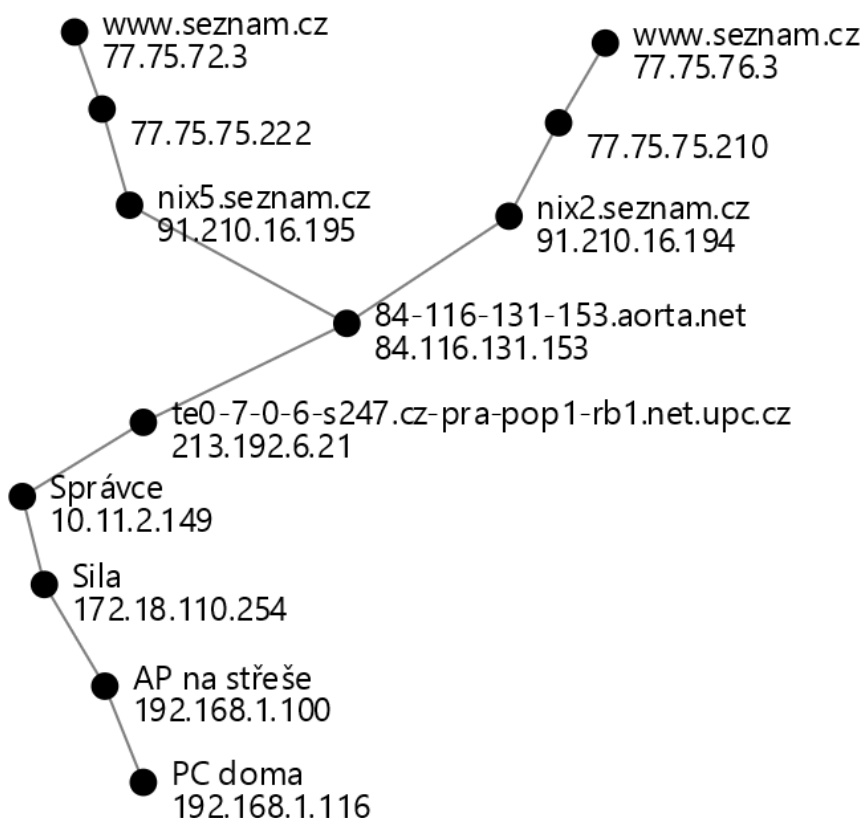 www.seznam.cz
77.75.72.3
www.seznam.cz
77.75.76.3
77.75.75.222
77.75.75.210
nix5.seznam.cz
91.210.16.195
nix2.seznam.cz
91.210.16.194
84-116-131-153.aorta.net
84.116.131.153
te0-7-0-6-s247.cz-pra-pop1-rb1.net.upc.cz
213.192.6.21
Správce
10.11.2.149
Sila
172.18.110.254
AP na střeše
192.168.1.100
PC doma
192.168.1.116